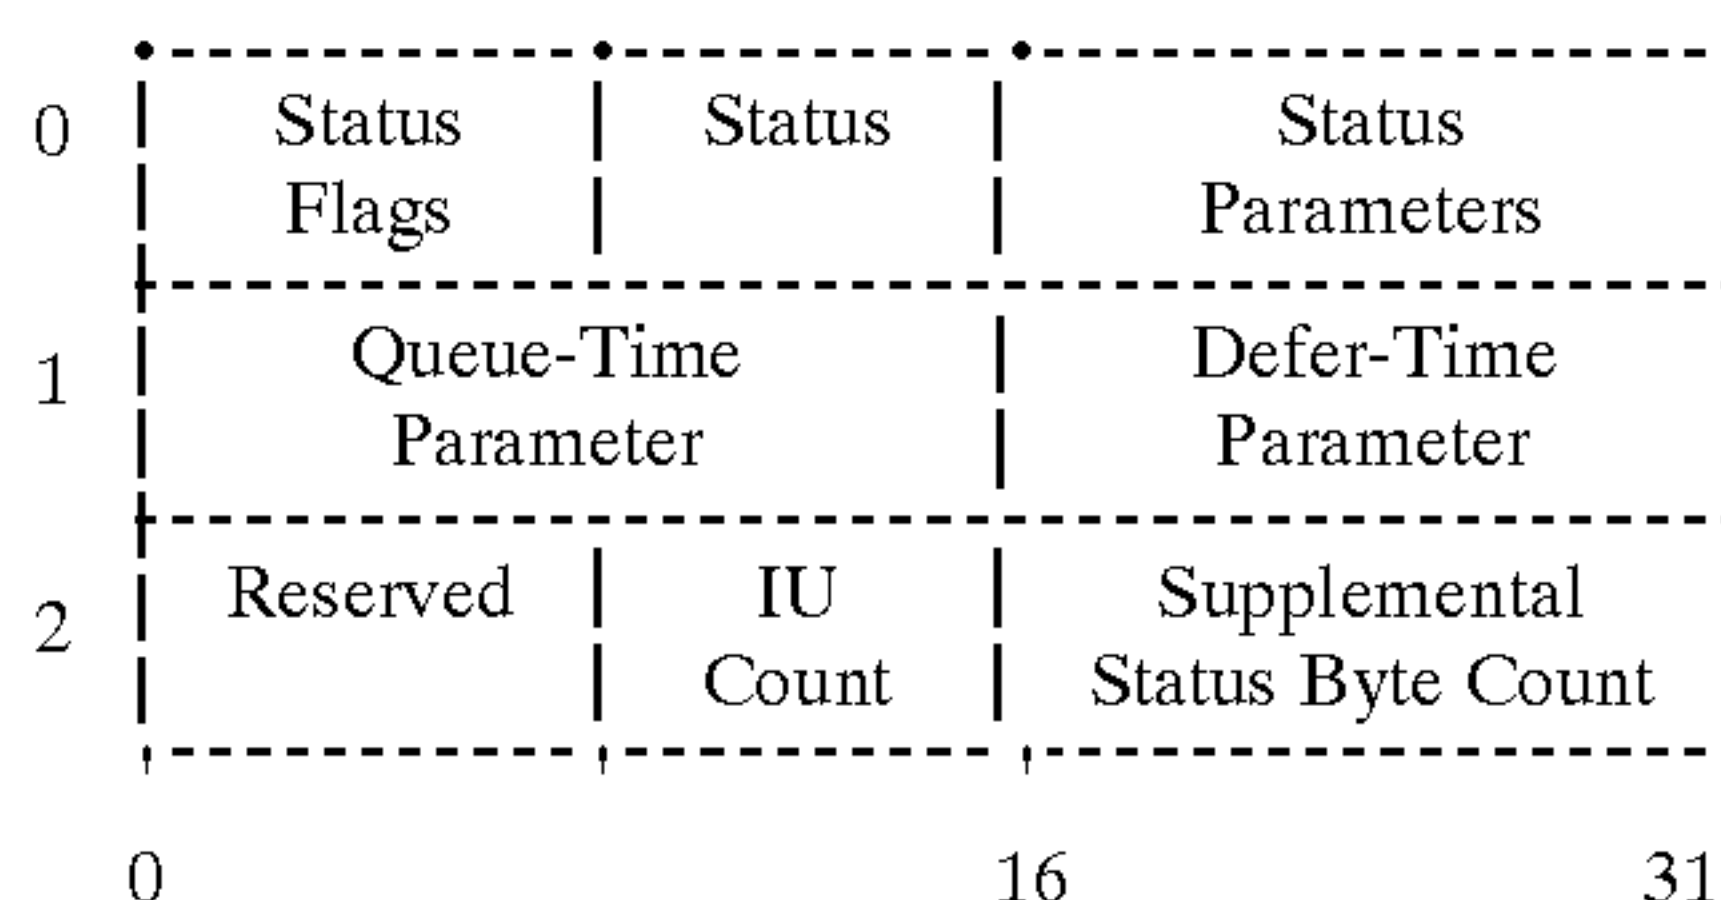 0 Status Status Status
Flags Parameters
1 Queue-Time Defer-Time
Parameter Parameter
2 Reserved IU Supplemental
Count Status Byte Count
0 16 31